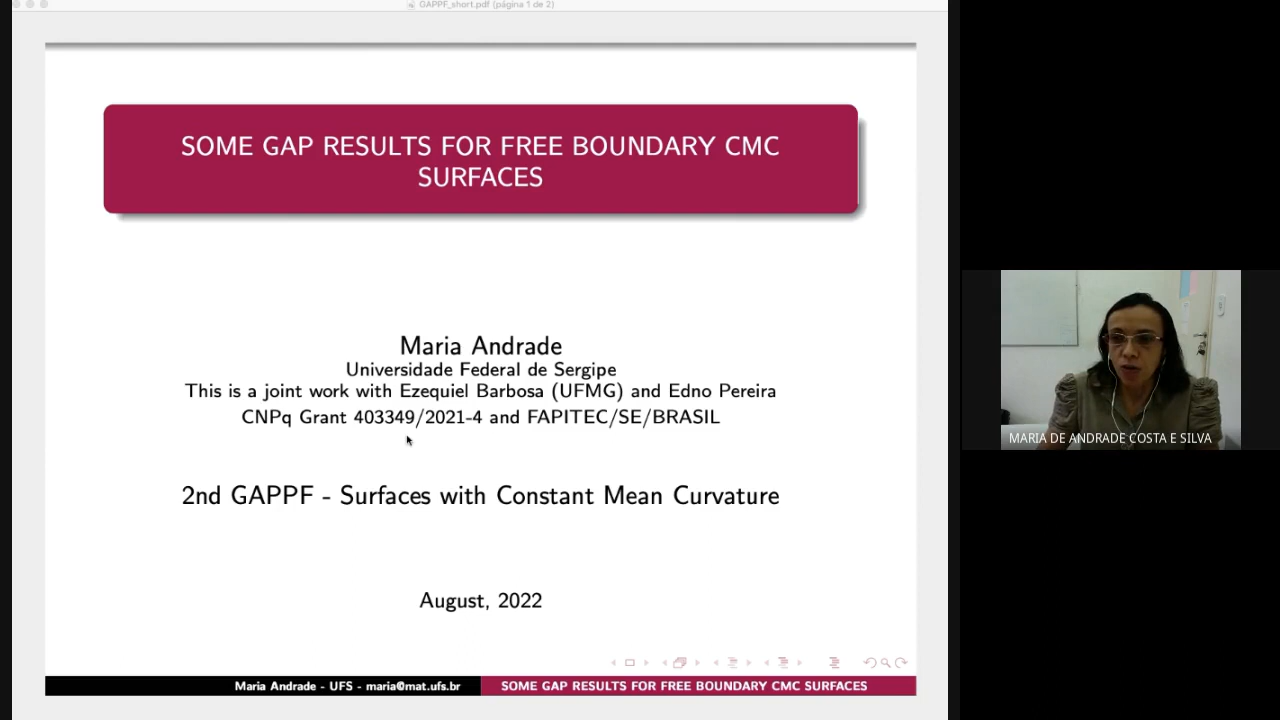 GAPPF_short.pdf (página 1 de 2)
SOME GAP RESULTS FOR FREE BOUNDARY CMC
SURFACES
Maria Andrade
Universidade Federal de Sergipe
This is a joint work with Ezequiel Barbosa (UFMG) and Edno Pereira
CNPq Grant 403349/2021-4 and FAPITEC/SE/BRASIL
2nd GAPPF - Surfaces with Constant Mean Curvature
August, 2022
Maria Andrade - UFS - maria@mat.ufs.br
SOME GAP RESULTS FOR FREE BOUNDARY CMC SURFACES
MARIA DE ANDRADE COSTA E SILVA